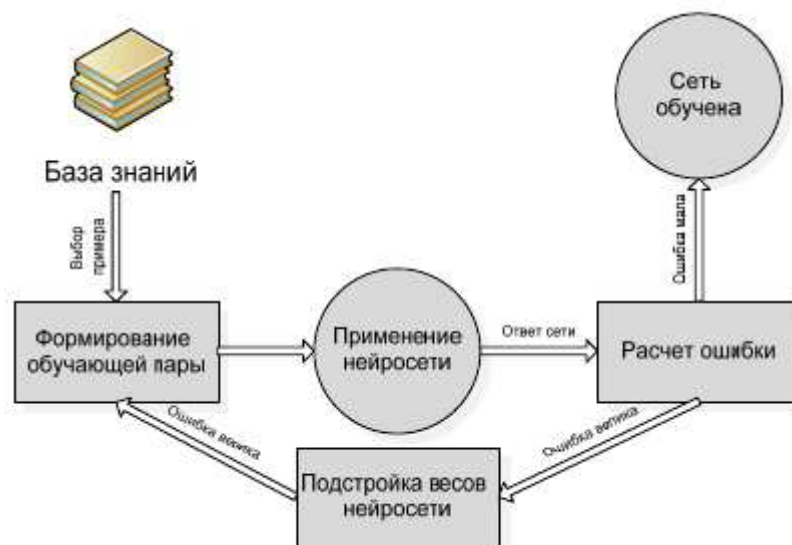 База знаний
Выбор
примера
Формирование
обучающей пары
Применение
нейросети
Ответ сети
Расчет ошибки
Ошибка мала
Сеть
обучена
Ошибка велика
Подстройка весов
нейросети
Ошибка велика